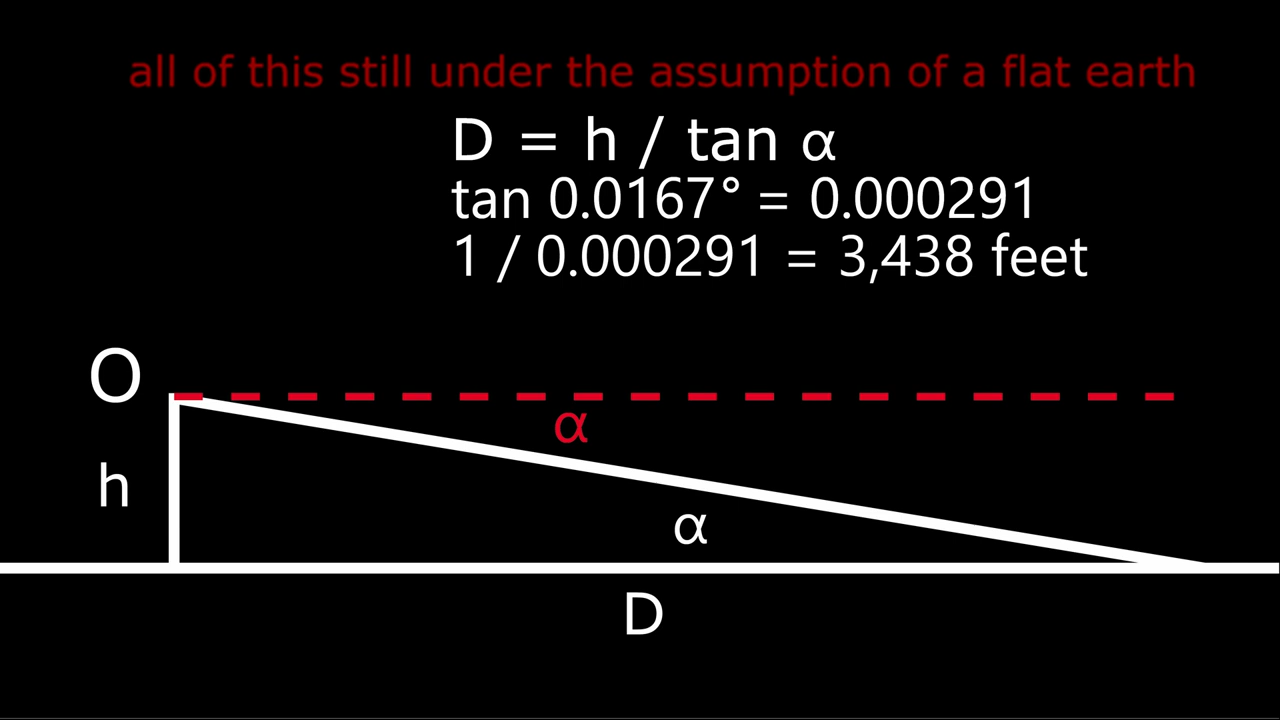 all of this still under the assumption of a flat earth
D = h / tan α
tan 0.0167° = 0.000291
1 / 0.000291 = 3,438 feet
O
α
h
α
D